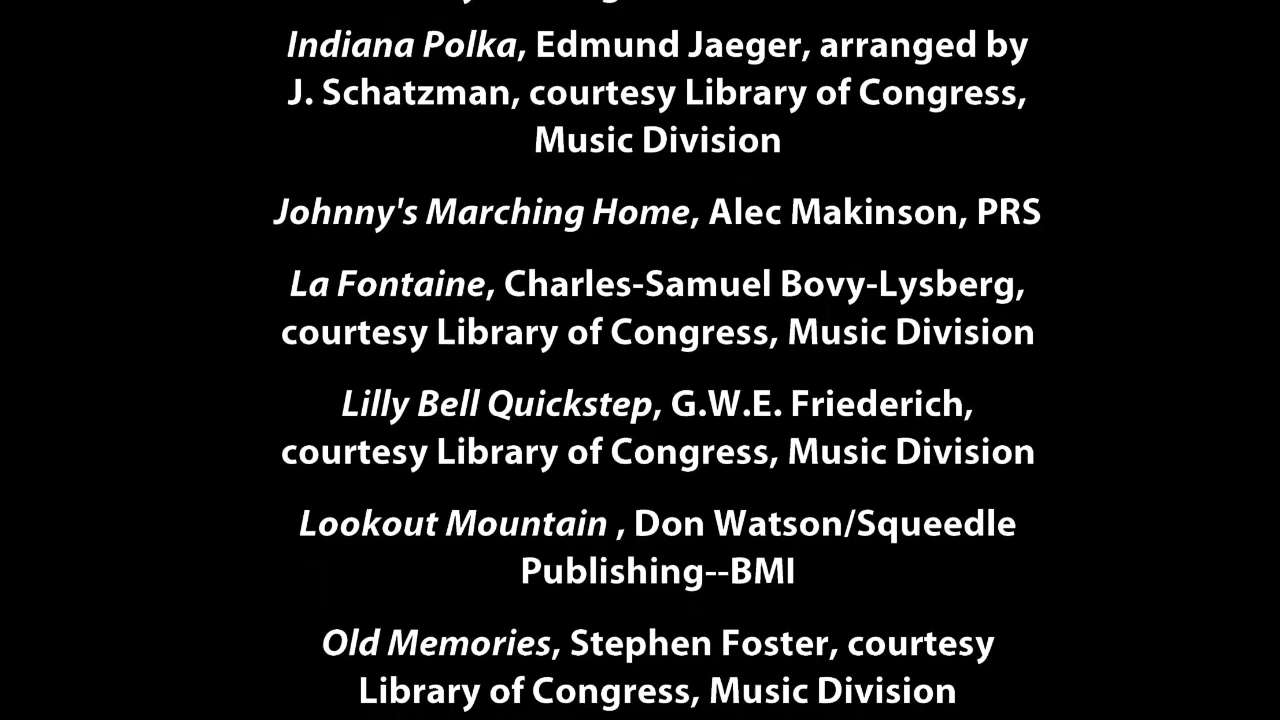 Indiana Polka, Edmund Jaeger, arranged by
J. Schatzman, courtesy Library of Congress,
Music Division
Johnny's Marching Home, Alec Makinson, PRS
La Fontaine, Charles-Samuel Bovy-Lysberg,
courtesy Library of Congress, Music Division
Lilly Bell Quickstep, G.W.E. Friederich,
courtesy Library of Congress, Music Division
Lookout Mountain , Don Watson/Squeedle
Publishing--BMI
Old Memories, Stephen Foster, courtesy
Library of Congress, Music Division